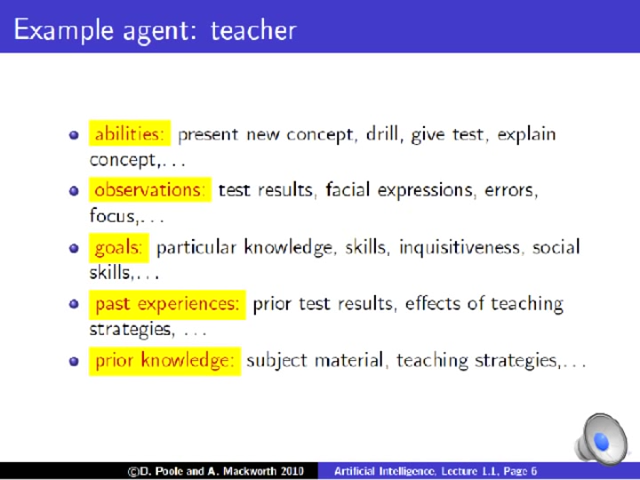 Example agent: teacher
abilities: present new concept, drill, give test, explain
concept,...
observations: test results, facial expressions, errors,
focus,...
goals: particular knowledge, skills, inquisitiveness, social
skills,...
past experiences: prior test results, effects of teaching
strategies, ...
prior knowledge: subject material, teaching strategies,...
©D. Poole and A. Mackworth 2010
Artificial Intelligence, Lecture 1.1, Page 6